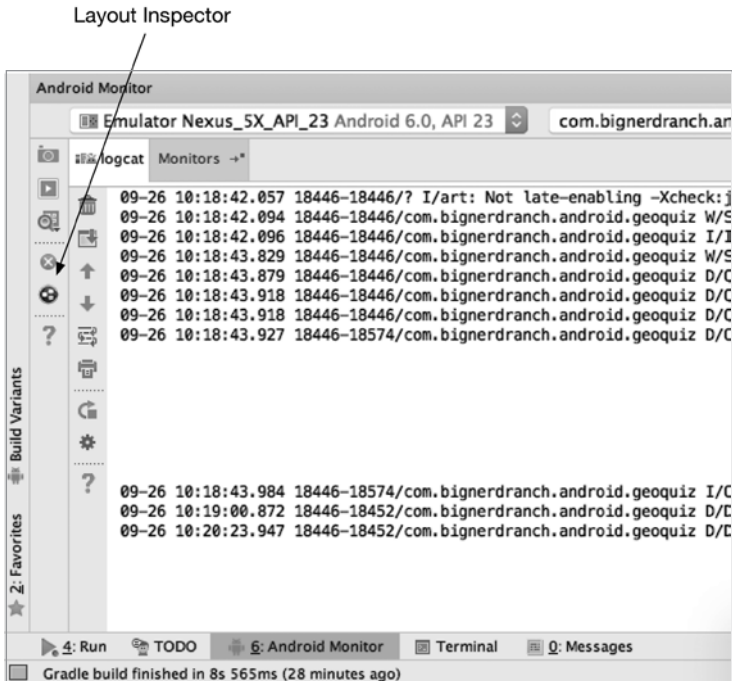 Layout Inspector
Android Monitor
Emulator Nexus_5X_API_23 Android 6.0, API 23 com.bignerdranch.an
logcat Monitors
09-26 10:18:42.057 18446-18446/? I/art: Not late-enabling -Xcheck:j
09-26 10:18:42.094 18446-18446/com.bignerdranch.android.geoquiz W/S
09-26 10:18:42.096 18446-18446/com.bignerdranch.android.geoquiz I/I
09-26 10:18:43.829 18446-18446/com.bignerdranch.android.geoquiz W/S
09-26 10:18:43.879 18446-18446/com.bignerdranch.android.geoquiz D/Q
09-26 10:18:43.918 18446-18446/com.bignerdranch.android.geoquiz D/Q
09-26 10:18:43.918 18446-18446/com.bignerdranch.android.geoquiz D/Q
09-26 10:18:43.927 18446-18574/com.bignerdranch.android.geoquiz D/O
09-26 10:18:43.984 18446-18574/com.bignerdranch.android.geoquiz I/O
09-26 10:19:00.872 18446-18452/com.bignerdranch.android.geoquiz D/D
09-26 10:20:23.947 18446-18452/com.bignerdranch.android.geoquiz D/D
Build Variants
2: Favorites
4: Run TODO 6: Android Monitor Terminal 0: Messages
Gradle build finished in 8s 565ms (28 minutes ago)